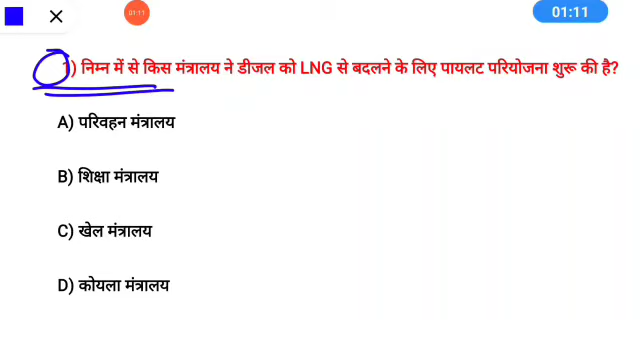 01:11
01:11
1) निम्न में से किस मंत्रालय ने डीजल को LNG से बदलने के लिए पायलट परियोजना शुरू की है?
A) परिवहन मंत्रालय
B) शिक्षा मंत्रालय
C) खेल मंत्रालय
D) कोयला मंत्रालय